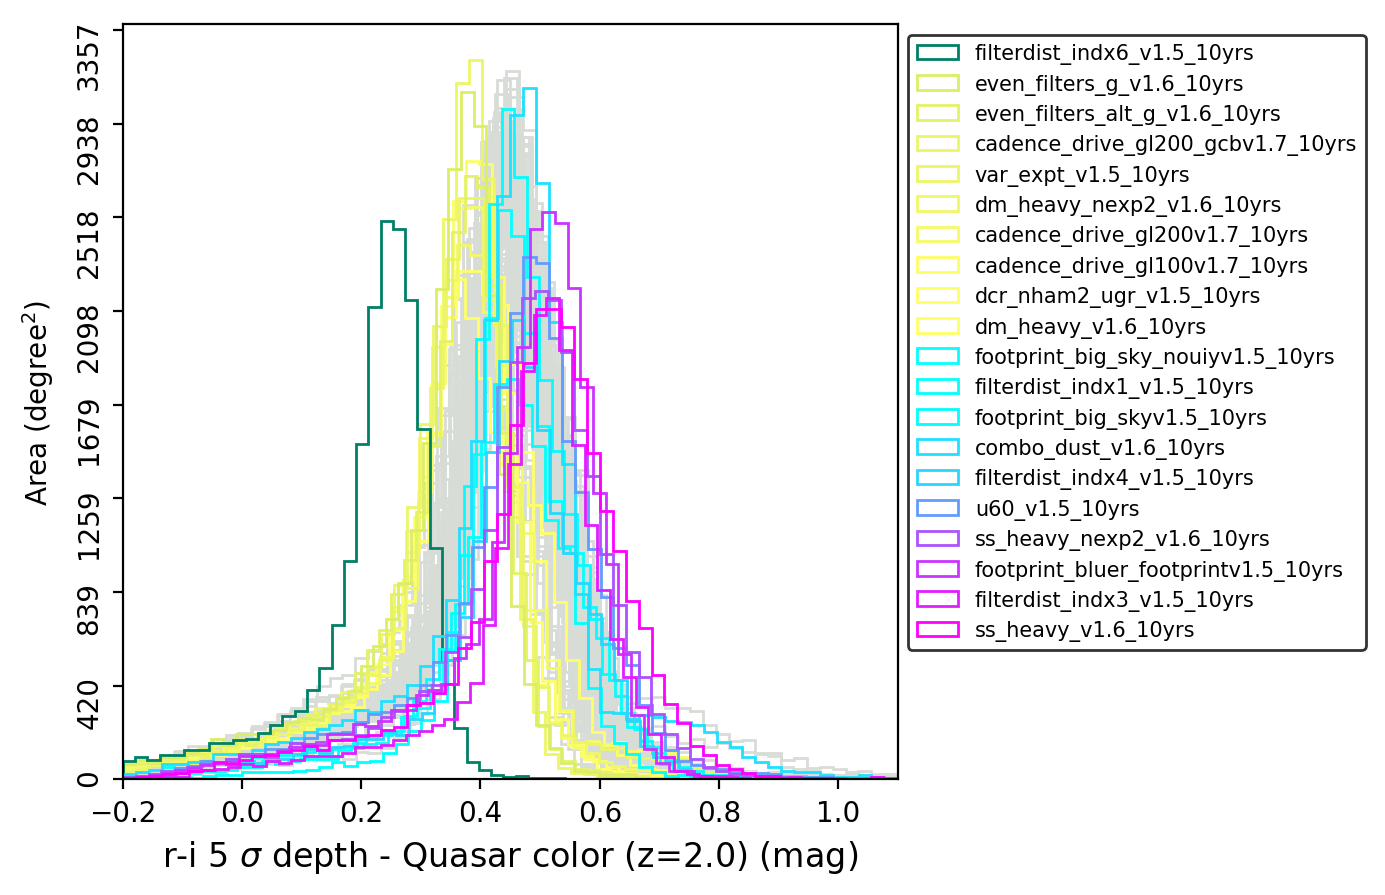 3357
2938
2518
2098
1679
1259
839
420
0
Area (degree²)
−0.2 0.0 0.2 0.4 0.6 0.8 1.0
r-i 5 σ depth - Quasar color (z=2.0) (mag)
filterdist_indx6_v1.5_10yrs
even_filters_g_v1.6_10yrs
even_filters_alt_g_v1.6_10yrs
cadence_drive_gl200_gcbv1.7_10yrs
var_expt_v1.5_10yrs
dm_heavy_nexp2_v1.6_10yrs
cadence_drive_gl200v1.7_10yrs
cadence_drive_gl100v1.7_10yrs
dcr_nham2_ugr_v1.5_10yrs
dm_heavy_v1.6_10yrs
footprint_big_sky_nouiyv1.5_10yrs
filterdist_indx1_v1.5_10yrs
footprint_big_skyv1.5_10yrs
combo_dust_v1.6_10yrs
filterdist_indx4_v1.5_10yrs
u60_v1.5_10yrs
ss_heavy_nexp2_v1.6_10yrs
footprint_bluer_footprintv1.5_10yrs
filterdist_indx3_v1.5_10yrs
ss_heavy_v1.6_10yrs